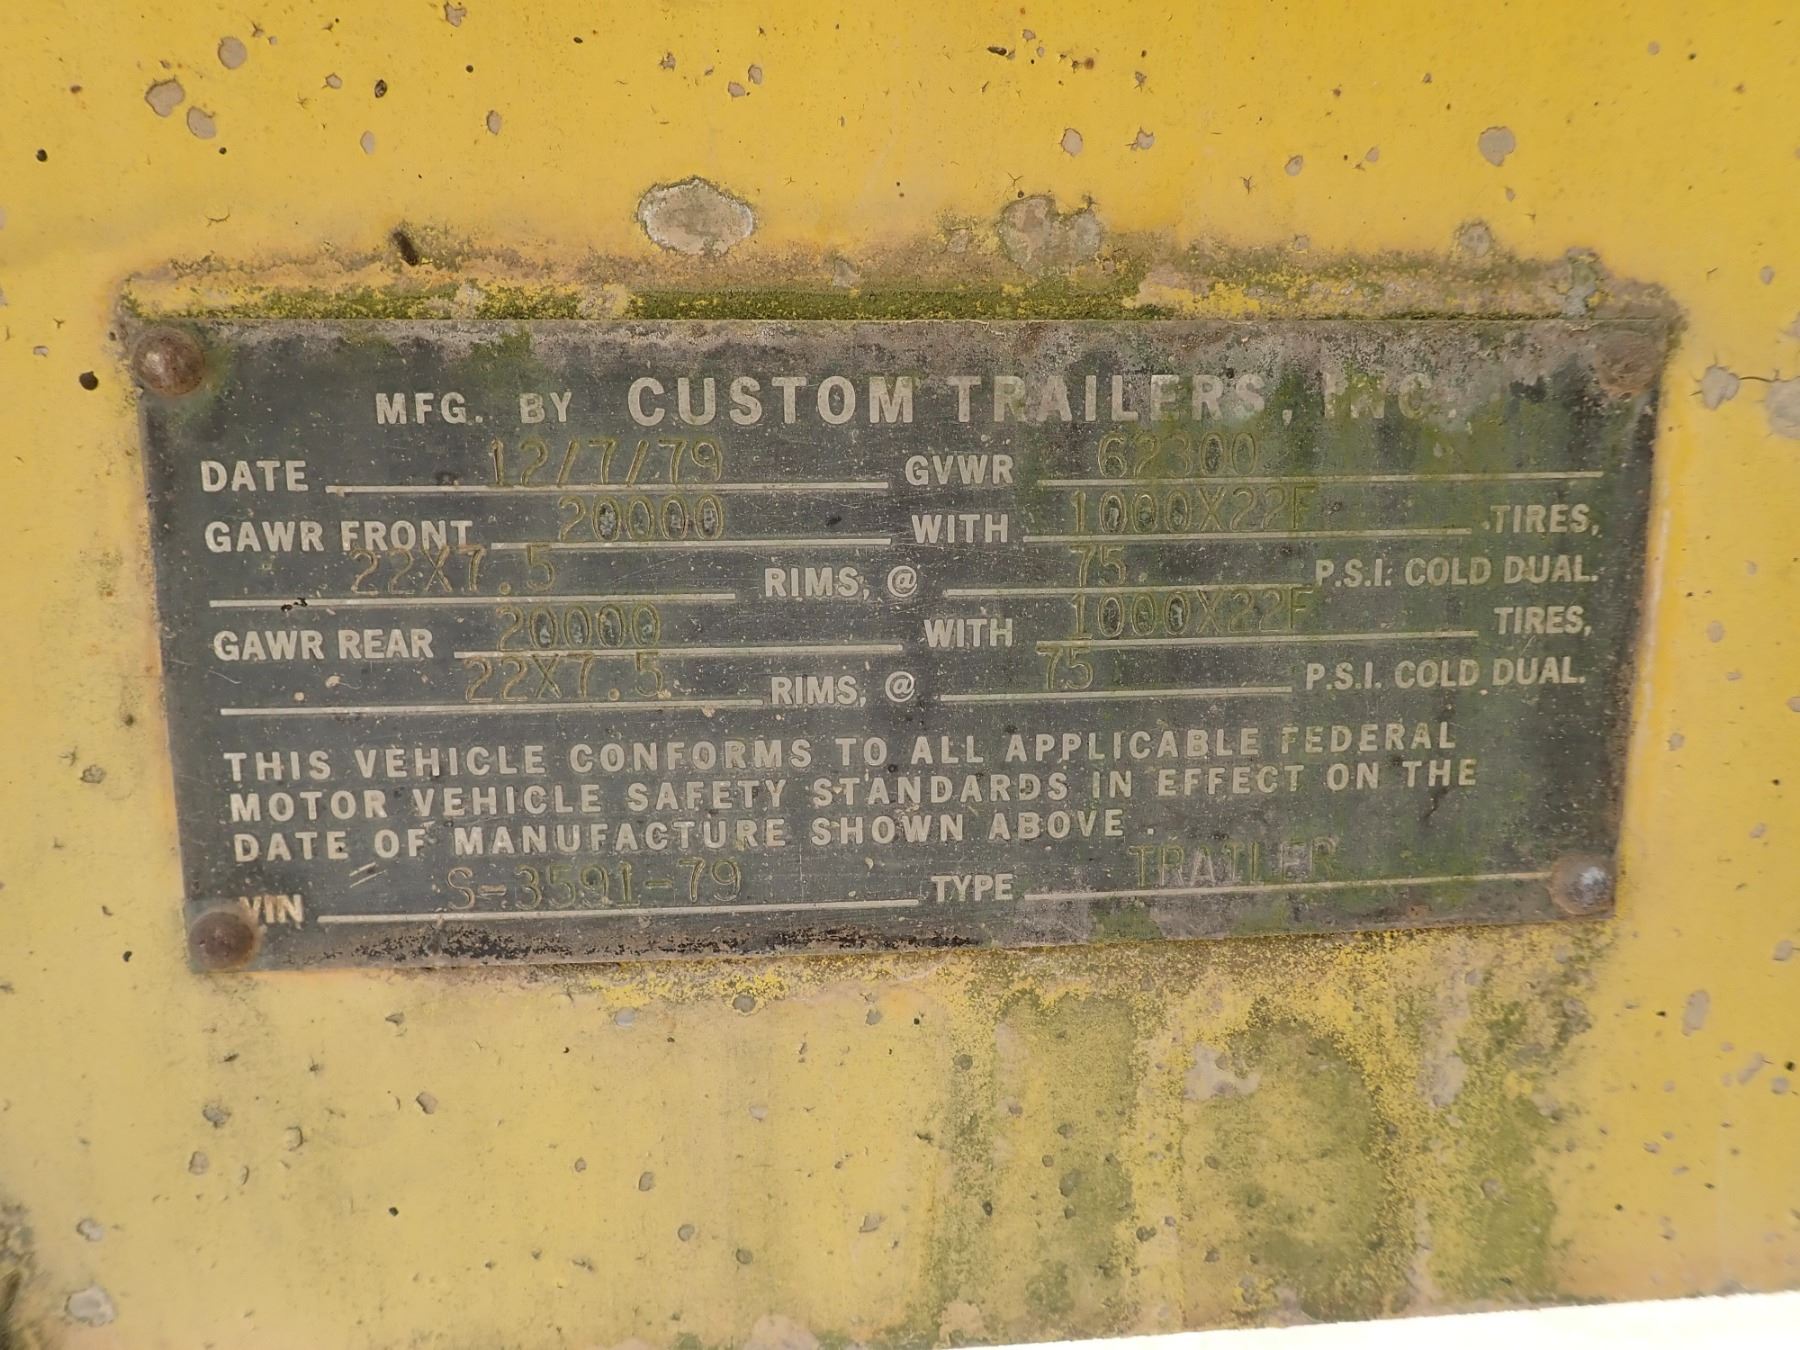 MFG. BY CUSTOM TRAILERS, INC.
DATE 12/7/79 GVWR 62300
GAWR FRONT 20000 WITH 1000X22F TIRES,
22X7.5 RIMS, @ 75 P.S.I. COLD DUAL.
GAWR REAR 20000 WITH 1000X22F TIRES,
22X7.5 RIMS, @ 75 P.S.I. COLD DUAL.
THIS VEHICLE CONFORMS TO ALL APPLICABLE FEDERAL
MOTOR VEHICLE SAFETY STANDARDS IN EFFECT ON THE
DATE OF MANUFACTURE SHOWN ABOVE.
VIN S-3591-79 TYPE TRAILER